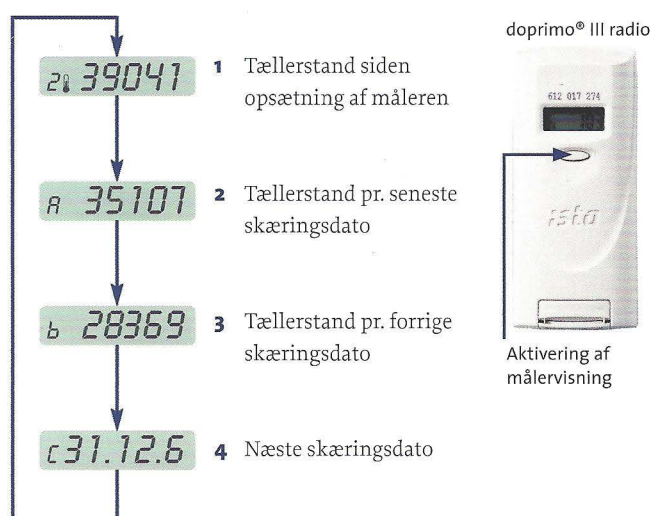 doprimo® III radio
2 39041
1 Tællerstand siden
opsætning af måleren
A 35107
2 Tællerstand pr. seneste
skæringsdato
b 28369
3 Tællerstand pr. forrige
skæringsdato
c31.12.6
4 Næste skæringsdato
612 017 274
ista
Aktivering af
målervisning